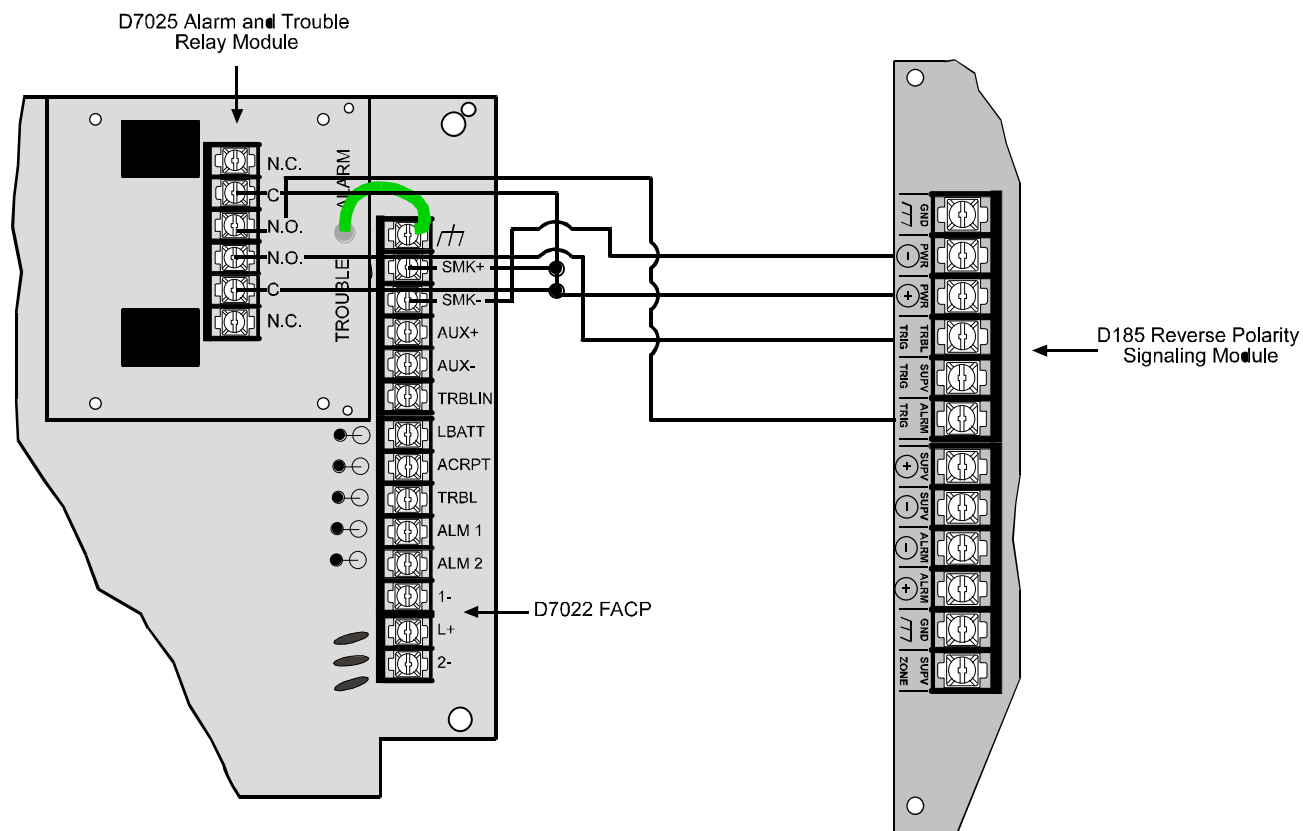 D7025 Alarm and Trouble
Relay Module
N.C.
C
N.O.
N.O.
C
N.C.
ALARM
TROUBLE
SMK+
SMK-
AUX+
AUX-
TRBLIN
LBATT
ACRPT
TRBL
ALM 1
ALM 2
1-
L+
2-
D7022 FACP
GND
PWR
-
PWR
+
TRBL
TRIG
SUPV
TRIG
ALRM
TRIG
SUPV
+
SUPV
-
ALRM
-
ALRM
+
GND
SUPV
ZONE
D185 Reverse Polarity
Signaling Module